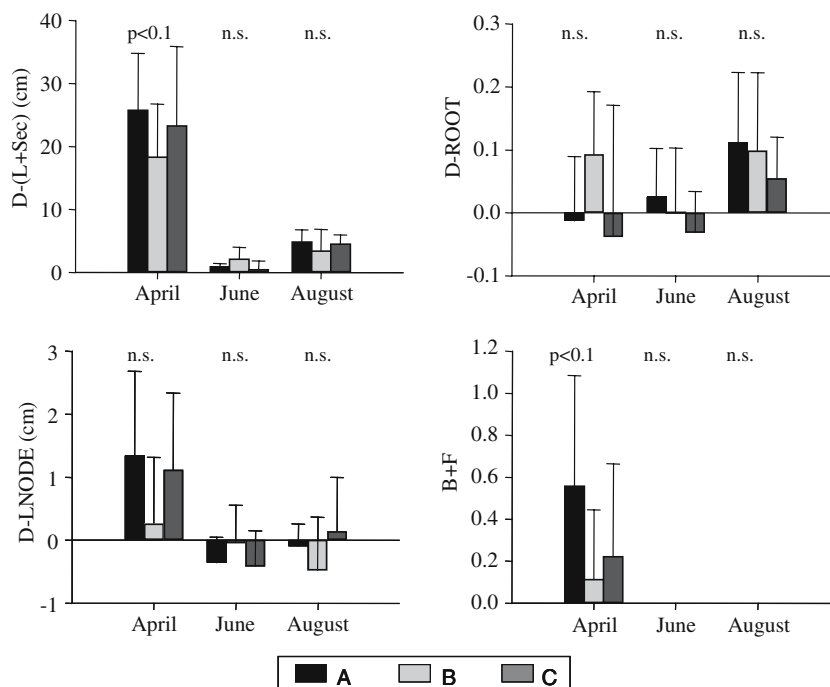 D-(L+Sec) (cm)
40
30
20
10
0
p<0.1 n.s. n.s.
April June August
D-ROOT
0.3
0.2
0.1
0.0
-0.1
n.s. n.s. n.s.
April June August
D-LNODE (cm)
3
2
1
0
-1
n.s. n.s. n.s.
April June August
B+F
1.2
1.0
0.8
0.6
0.4
0.2
0.0
p<0.1 n.s. n.s.
April June August
A B C